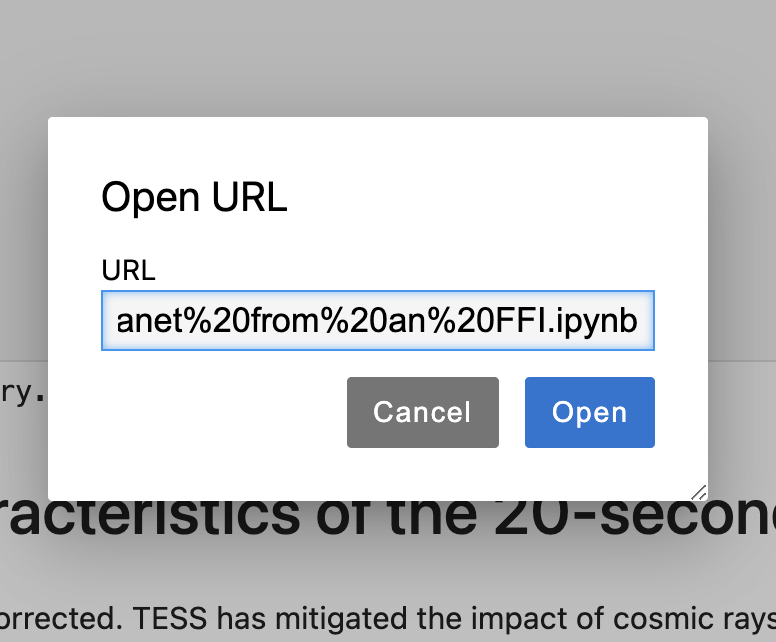 Open URL
URL
anet%20from%20an%20FFI.ipynb
Cancel
Open
ry.
racteristics of the 20-secon
orrected. TESS has mitigated the impact of cosmic rays